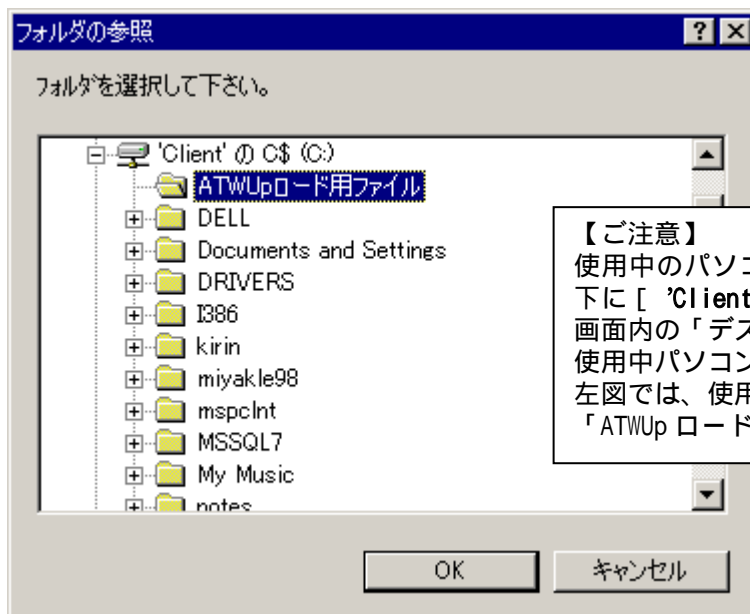 フォルダの参照
フォルダを選択して下さい。
'Client' の C$ (C:)
ATWUpロード用ファイル
DELL
Documents and Settings
DRIVERS
I386
kirin
miyakle98
mspclnt
MSSQL7
My Music
notes
【ご注意】
使用中のパソコ
下に [ 'Client
画面内の「デス
使用中パソコン
左図では、使用
「ATWUp ロード
OK
キャンセル